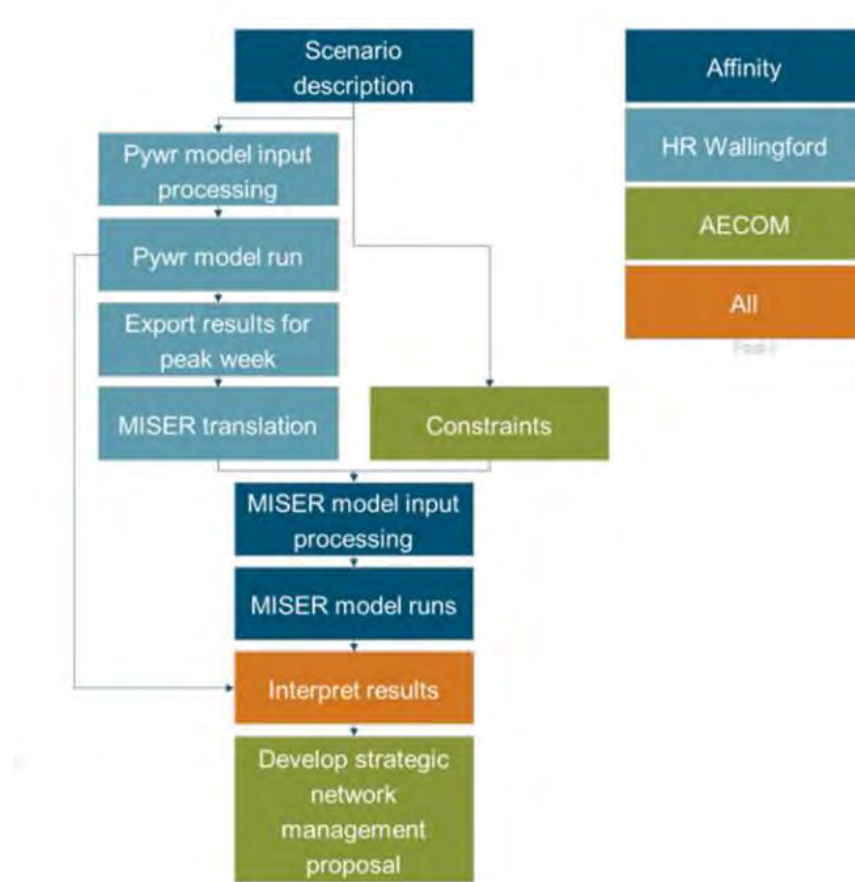 Scenario
description
Affinity
Pywr model input
processing
HR Wallingford
AECOM
Pywr model run
All
Export results for
peak week
MISER translation
Constraints
MISER model input
processing
MISER model runs
Interpret results
Develop strategic
network
management
proposal